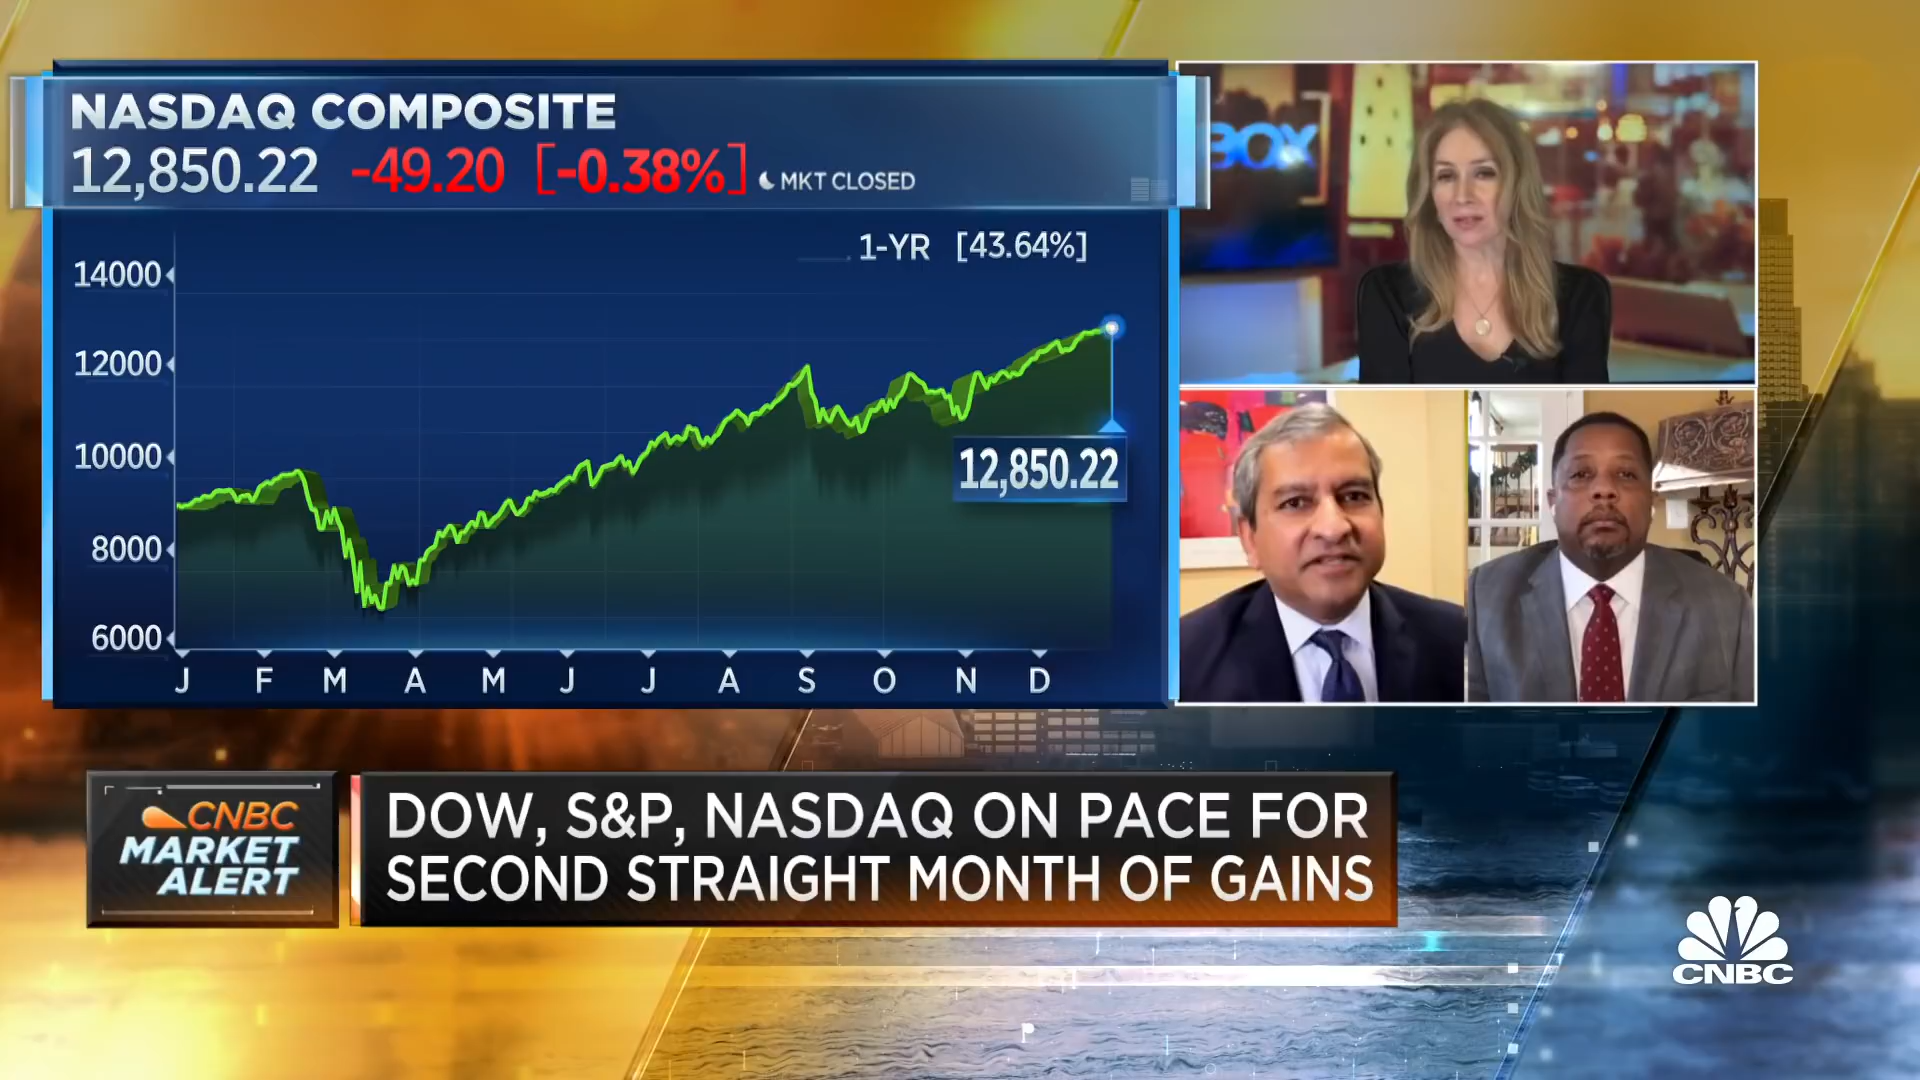 NASDAQ COMPOSITE
12,850.22 -49.20 [-0.38%] MKT CLOSED
1-YR [43.64%]
14000
12000
10000
8000
6000
12,850.22
J F M A M J J A S O N D
BOX
CNBC
MARKET
ALERT
DOW, S&P, NASDAQ ON PACE FOR
SECOND STRAIGHT MONTH OF GAINS
CNBC